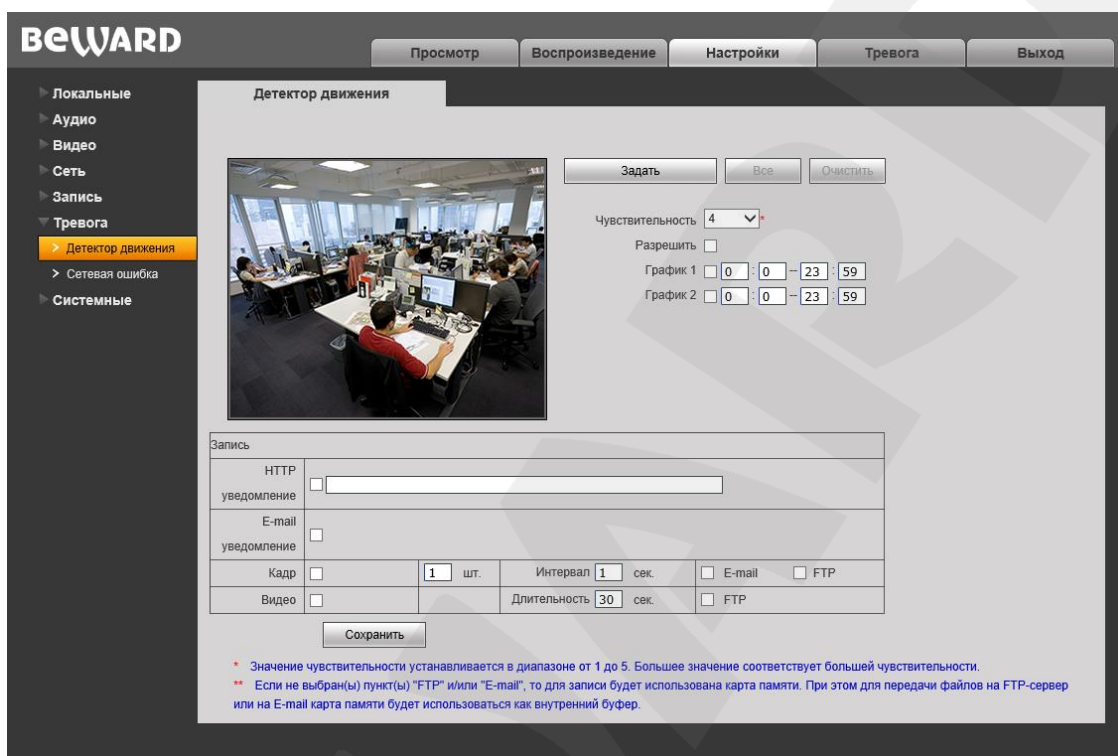 BEWARD
Просмотр Воспроизведение Настройки Тревога Выход
Локальные
Аудио
Видео
Сеть
Запись
Тревога
> Детектор движения
> Сетевая ошибка
Системные
Детектор движения
Задать Все Очистить
Чувствительность 4 *
Разрешить
График 1 0 : 0 – 23 : 59
График 2 0 : 0 – 23 : 59
Запись
HTTP
уведомление
E-mail
уведомление
Кадр 1 шт. Интервал 1 сек. E-mail FTP
Видео Длительность 30 сек. FTP
Сохранить
* Значение чувствительности устанавливается в диапазоне от 1 до 5. Большее значение соответствует большей чувствительности.
** Если не выбран(ы) пункт(ы) "FTP" и/или "E-mail", то для записи будет использована карта памяти. При этом для передачи файлов на FTP-сервер
или на E-mail карта памяти будет использоваться как внутренний буфер.